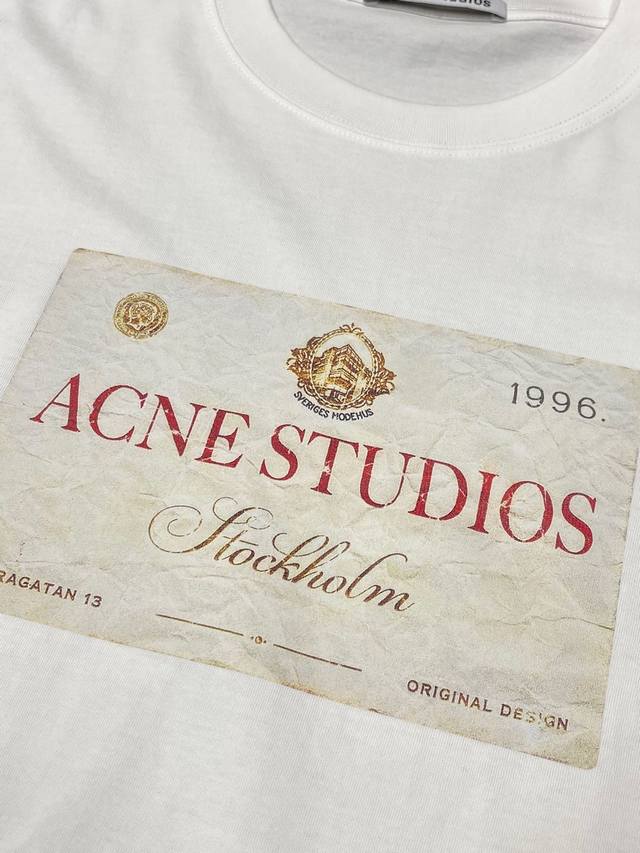 1996.
SVERIGES MODEHUS
ACNE STUDIOS
Stockholm
RAGATAN 13
ORIGINAL DESIGN